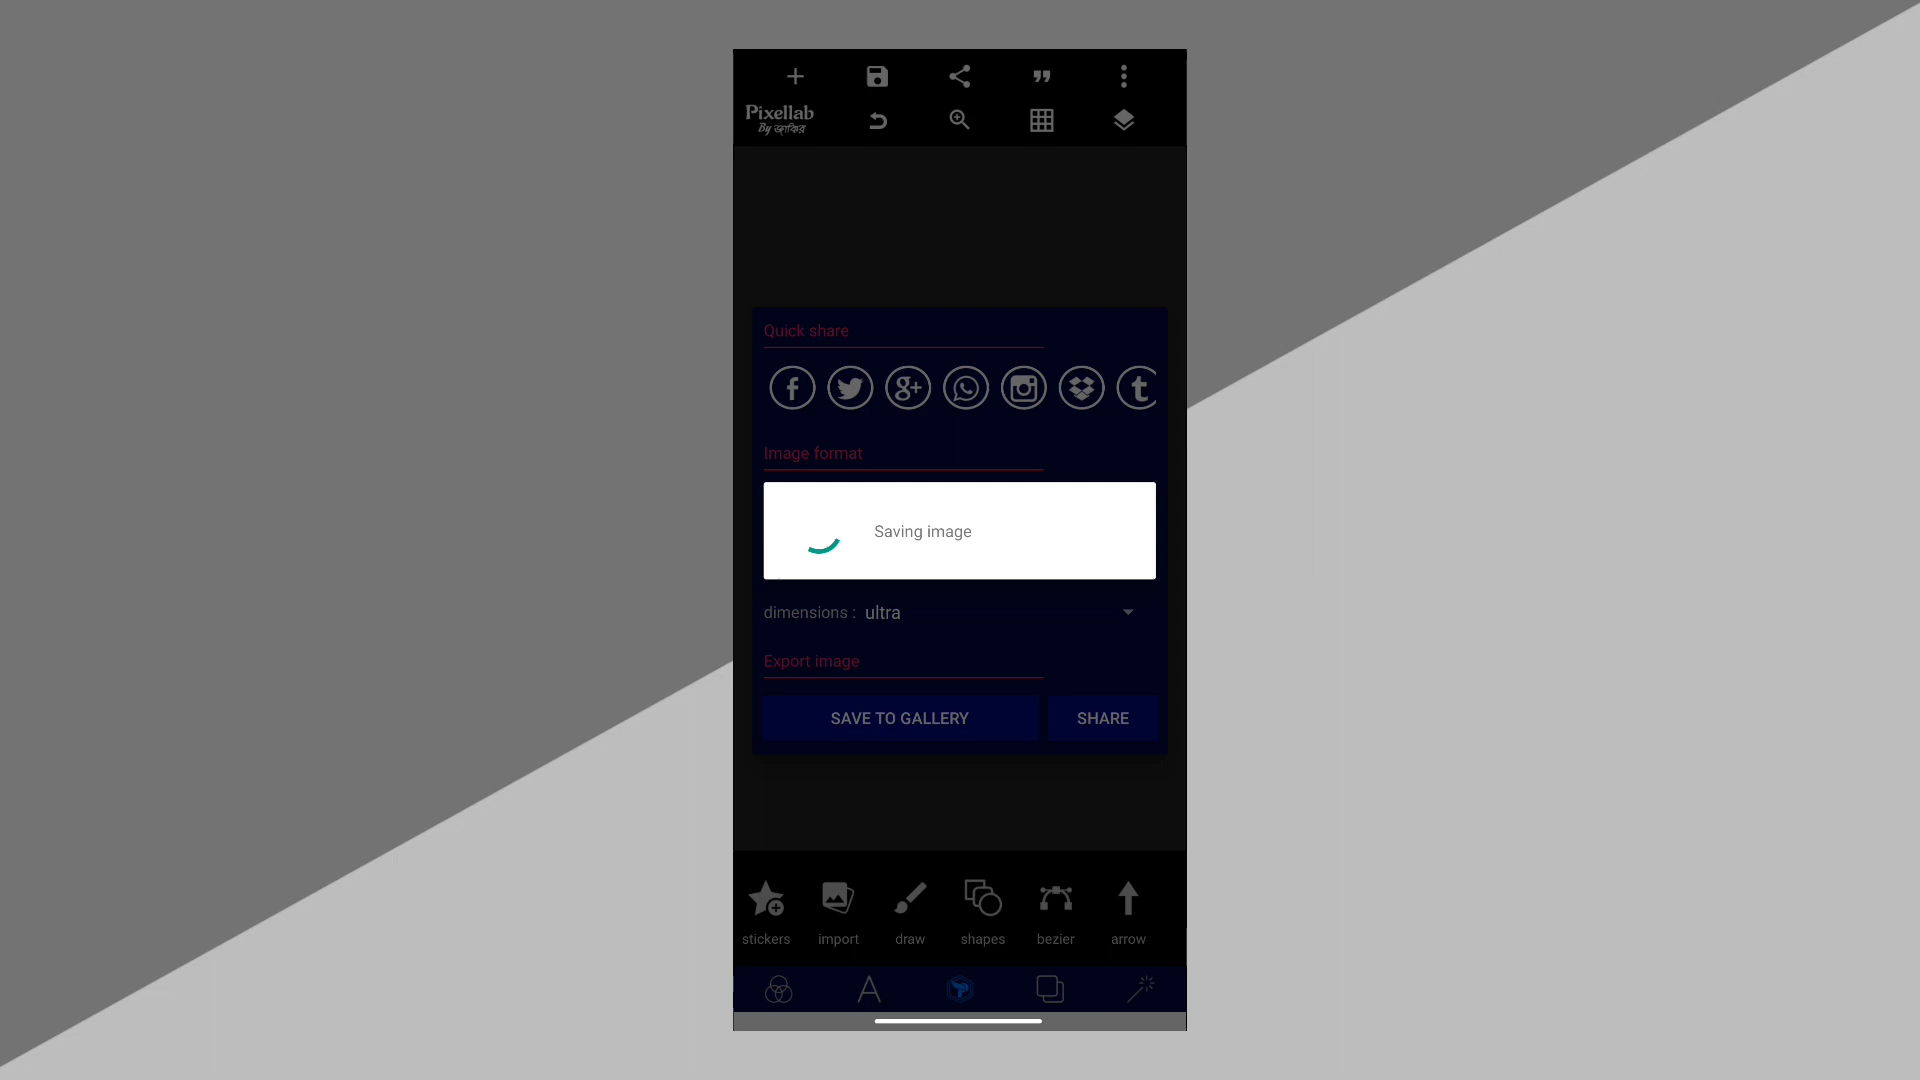 Pixellab
By জাকির
Quick share
Image format
Saving image
dimensions : ultra
Export image
SAVE TO GALLERY SHARE
stickers import draw shapes bezier arrow